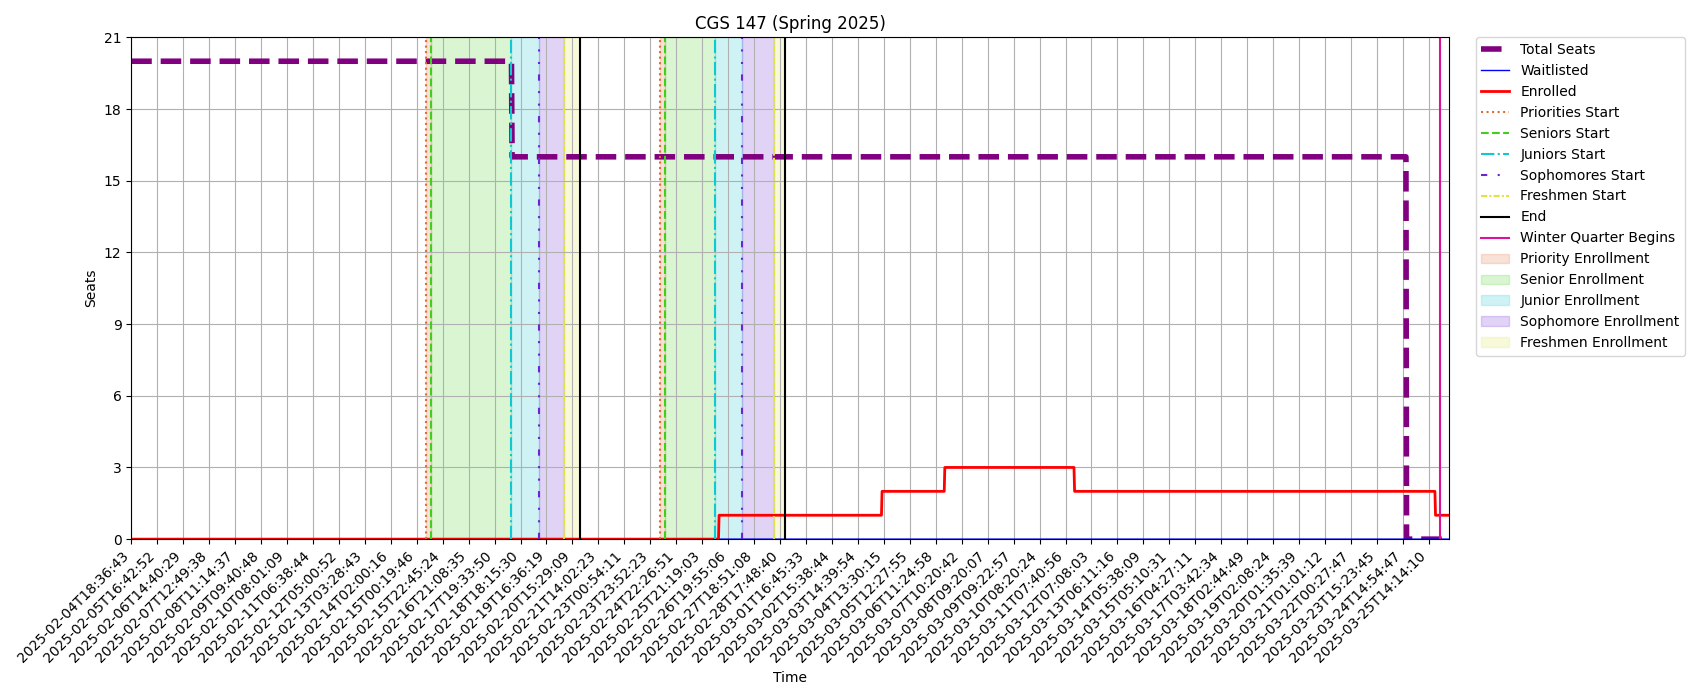 CGS 147 (Spring 2025)
Seats
21
18
15
12
9
6
3
0
2025-02-04T18:36:43
2025-02-05T16:42:52
2025-02-06T14:40:29
2025-02-07T12:49:38
2025-02-08T11:14:37
2025-02-09T09:40:48
2025-02-10T08:01:09
2025-02-11T06:38:44
2025-02-12T05:00:52
2025-02-13T03:28:43
2025-02-14T02:00:16
2025-02-15T00:19:46
2025-02-15T22:45:24
2025-02-16T21:08:35
2025-02-17T19:33:50
2025-02-18T18:15:30
2025-02-19T16:36:19
2025-02-20T15:29:09
2025-02-21T14:02:23
2025-02-23T00:54:11
2025-02-23T23:52:23
2025-02-24T22:26:51
2025-02-25T21:19:03
2025-02-26T19:55:06
2025-02-27T18:51:08
2025-02-28T17:48:40
2025-03-01T16:45:33
2025-03-02T15:38:44
2025-03-03T14:39:54
2025-03-04T13:30:15
2025-03-05T12:27:55
2025-03-06T11:24:58
2025-03-07T10:20:42
2025-03-08T09:20:07
2025-03-09T09:22:57
2025-03-10T08:20:24
2025-03-11T07:40:56
2025-03-12T07:08:03
2025-03-13T06:11:16
2025-03-14T05:38:09
2025-03-15T05:10:31
2025-03-16T04:27:11
2025-03-17T03:42:34
2025-03-18T02:44:49
2025-03-19T02:08:24
2025-03-20T01:35:39
2025-03-21T01:01:12
2025-03-22T00:27:47
2025-03-23T15:23:45
2025-03-24T14:54:47
2025-03-25T14:14:10
Time
Total Seats
Waitlisted
Enrolled
Priorities Start
Seniors Start
Juniors Start
Sophomores Start
Freshmen Start
End
Winter Quarter Begins
Priority Enrollment
Senior Enrollment
Junior Enrollment
Sophomore Enrollment
Freshmen Enrollment